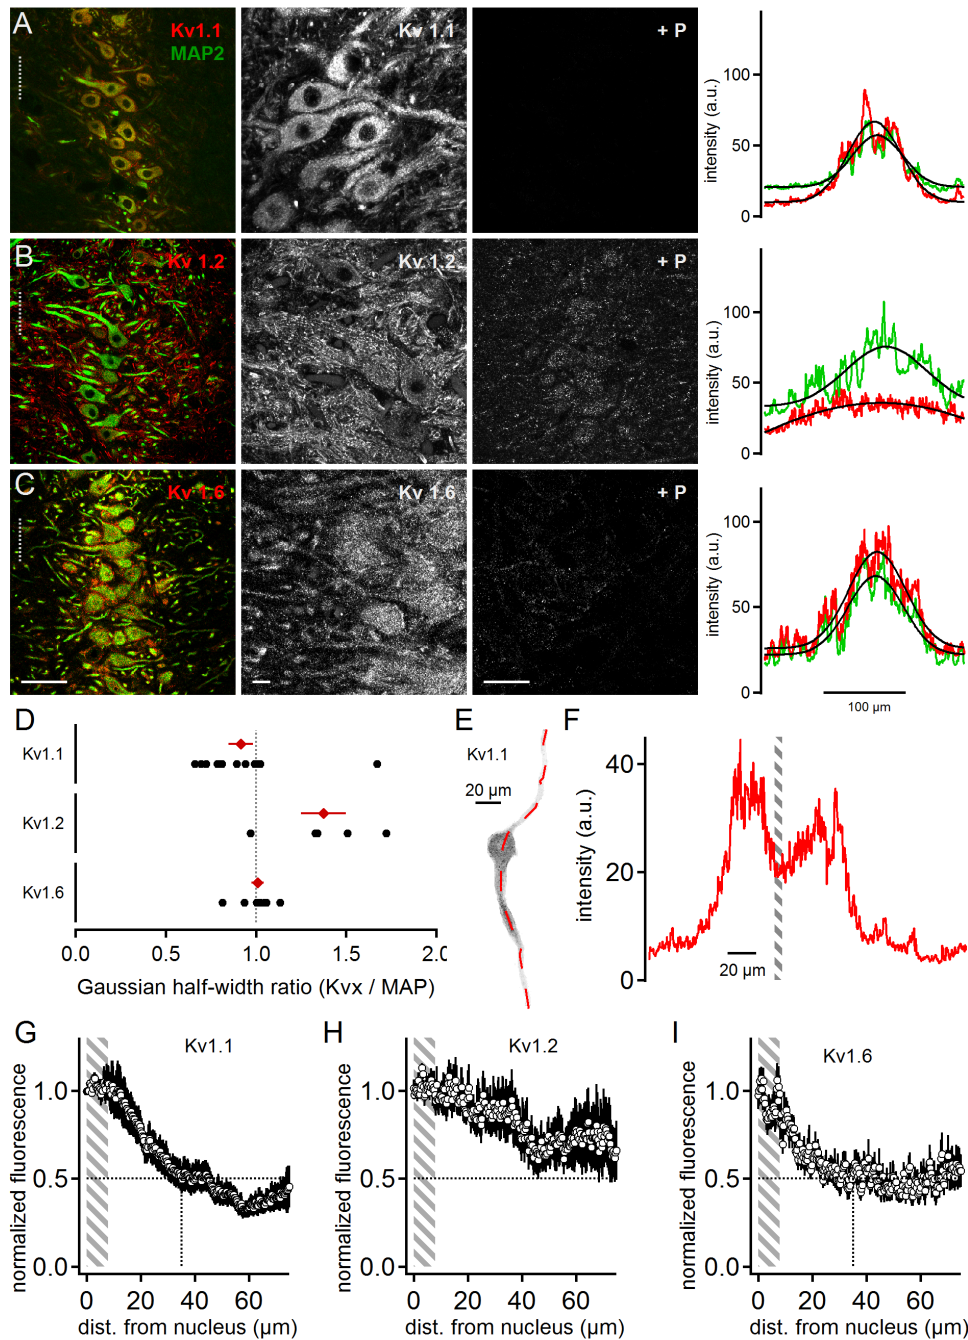 A
Kv1.1
MAP2
Kv 1.1
+ P
intensity (a.u.)
100
50
0
B
Kv 1.2
Kv 1.2
+ P
intensity (a.u.)
100
50
0
C
Kv 1.6
Kv 1.6
+ P
intensity (a.u.)
100
50
0
100 µm
D
Kv1.1
Kv1.2
Kv1.6
0.0 0.5 1.0 1.5 2.0
Gaussian half-width ratio (Kvx / MAP)
E
Kv1.1
20 µm
F
intensity (a.u.)
40
20
0
20 µm
G
Kv1.1
normalized fluorescence
1.0
0.5
0.0
0 20 40 60
dist. from nucleus (µm)
H
Kv1.2
normalized fluorescence
1.0
0.5
0.0
0 20 40 60
dist. from nucleus (µm)
I
Kv1.6
normalized fluorescence
1.0
0.5
0.0
0 20 40 60
dist. from nucleus (µm)